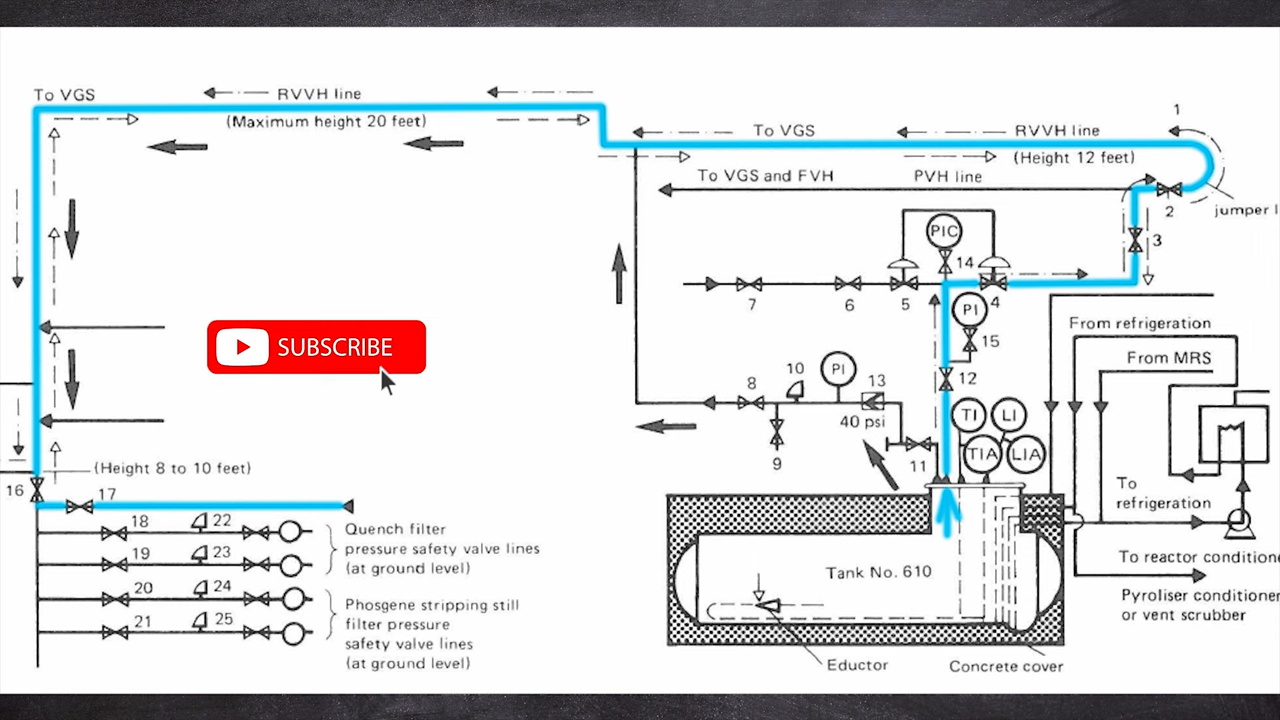 To VGS
RVVH line
(Maximum height 20 feet)
To VGS
RVVH line
(Height 12 feet)
1
To VGS and FVH
PVH line
2
jumper l
3
PIC
14
7
6
5
4
PI
15
From refrigeration
From MRS
12
10
PI
13
8
40 psi
9
11
TI
LI
TIA
LIA
SUBSCRIBE
(Height 8 to 10 feet)
16
17
18
22
19
23
20
24
21
25
Quench filter
pressure safety valve lines
(at ground level)
Phosgene stripping still
filter pressure
safety valve lines
(at ground level)
Tank No. 610
Eductor
Concrete cover
To
refrigeration
To reactor conditione
Pyroliser conditioner
or vent scrubber